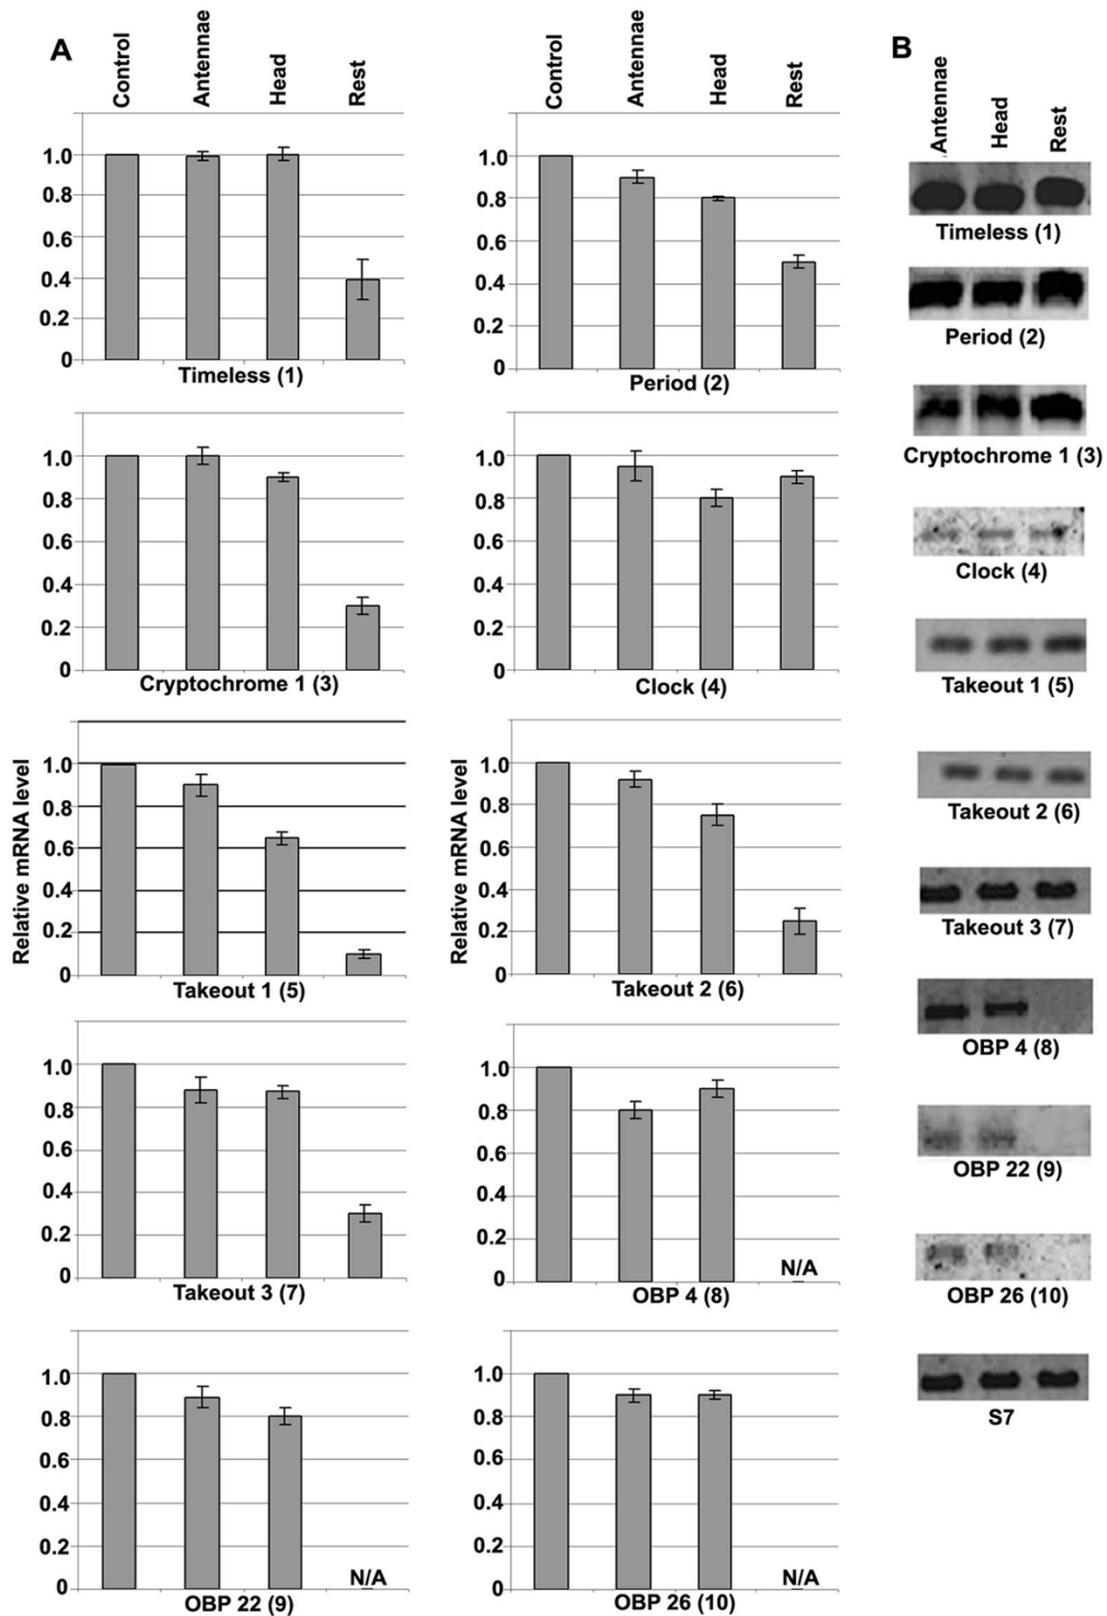 A
Control
Antennae
Head
Rest
Control
Antennae
Head
Rest
B
Antennae
Head
Rest
1.0
0.8
0.6
0.4
0.2
0
Timeless (1)
1.0
0.8
0.6
0.4
0.2
0
Period (2)
1.0
0.8
0.6
0.4
0.2
0
Cryptochrome 1 (3)
1.0
0.8
0.6
0.4
0.2
0
Clock (4)
Relative mRNA level
1.0
0.8
0.6
0.4
0.2
0
Takeout 1 (5)
Relative mRNA level
1.0
0.8
0.6
0.4
0.2
0
Takeout 2 (6)
1.0
0.8
0.6
0.4
0.2
0
Takeout 3 (7)
1.0
0.8
0.6
0.4
0.2
0
N/A
OBP 4 (8)
1.0
0.8
0.6
0.4
0.2
0
N/A
OBP 22 (9)
1.0
0.8
0.6
0.4
0.2
0
N/A
OBP 26 (10)
Timeless (1)
Period (2)
Cryptochrome 1 (3)
Clock (4)
Takeout 1 (5)
Takeout 2 (6)
Takeout 3 (7)
OBP 4 (8)
OBP 22 (9)
OBP 26 (10)
S7